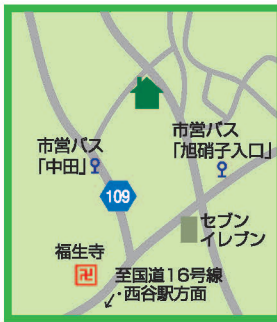 市営バス
「中田」
市営バス
「旭硝子入口」
109
セブン
イレブン
福生寺
卍
至国道16号線
・西谷駅方面